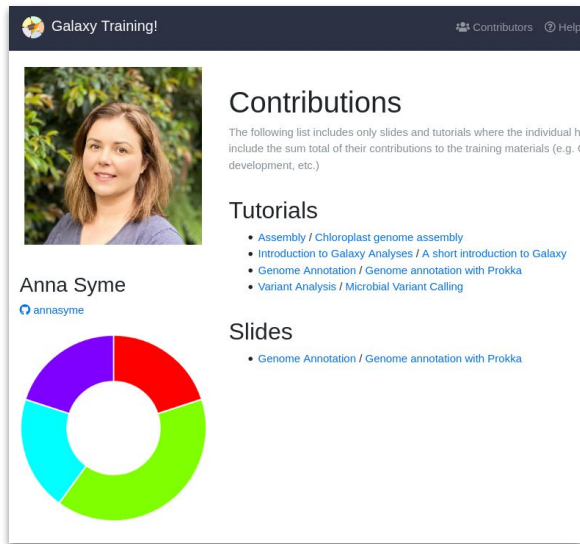 Galaxy Training!
Contributors
Help
Contributions
The following list includes only slides and tutorials where the individual h
include the sum total of their contributions to the training materials (e.g.
development, etc.)
Tutorials
Assembly / Chloroplast genome assembly
Introduction to Galaxy Analyses / A short introduction to Galaxy
Genome Annotation / Genome annotation with Prokka
Variant Analysis / Microbial Variant Calling
Anna Syme
annasyme
Slides
Genome Annotation / Genome annotation with Prokka